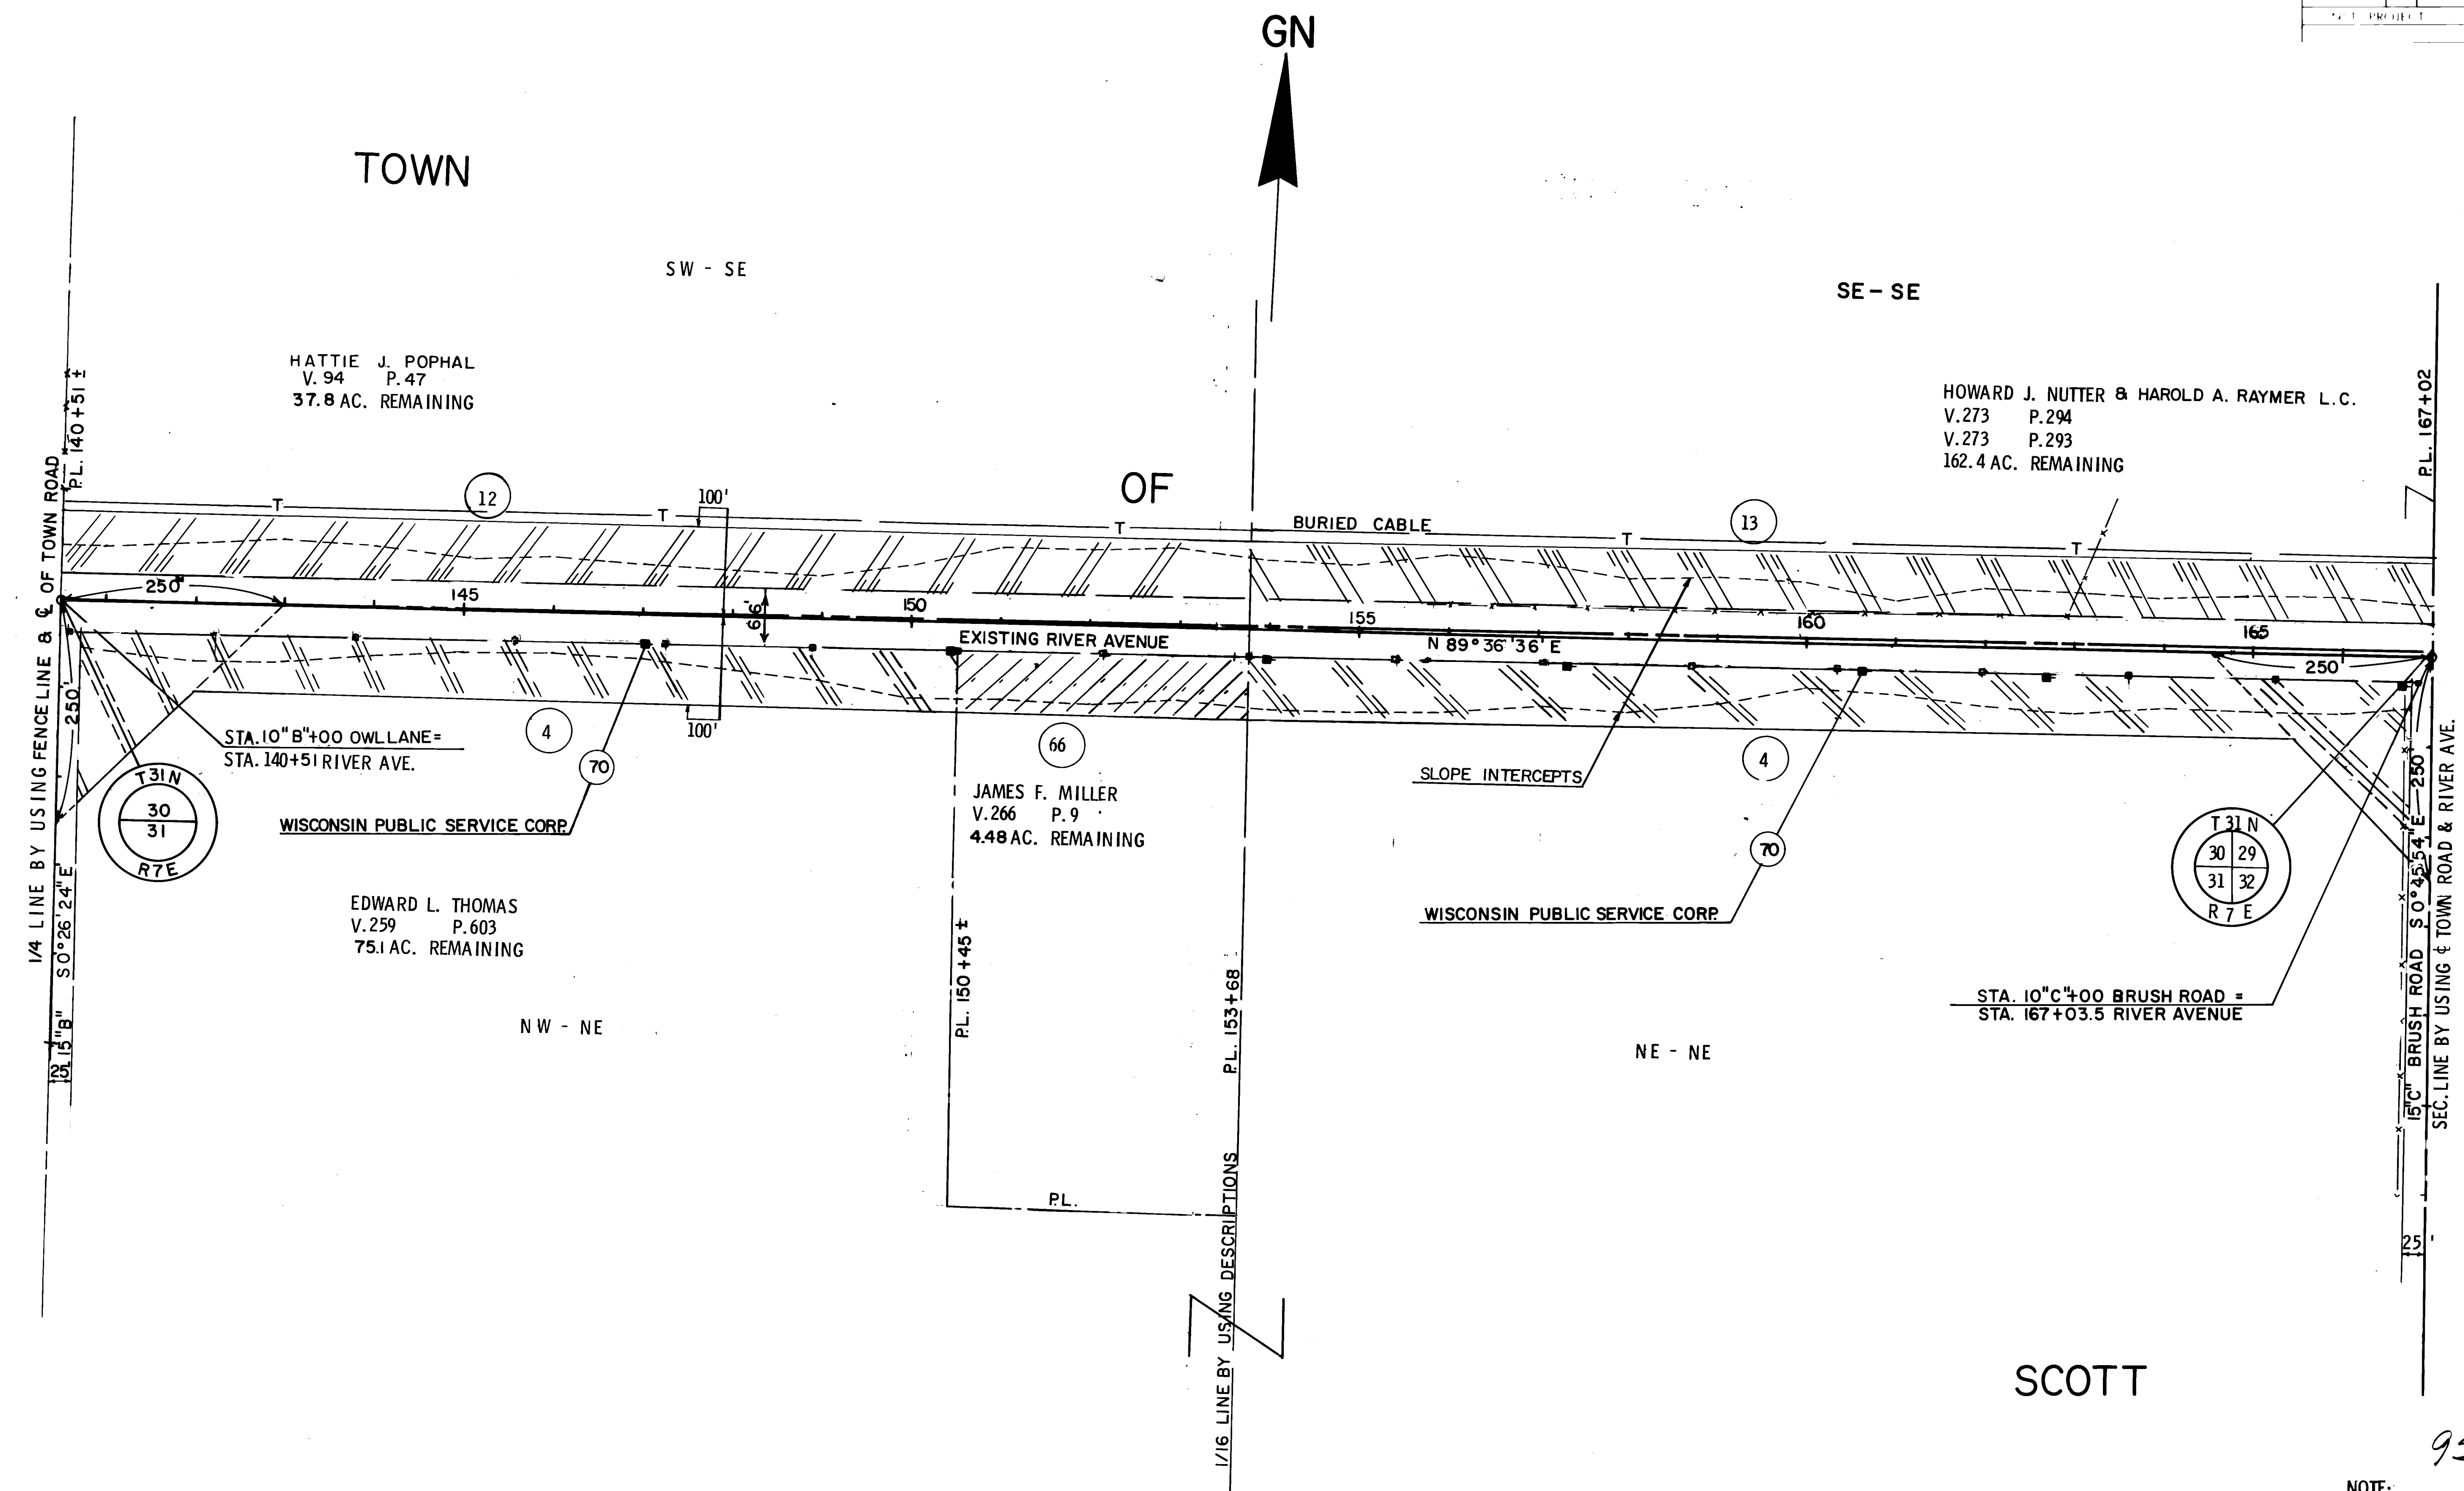 PROJECT
GN
TOWN
SW - SE
SE - SE
HATTIE J. POPHAL
V. 94 P. 47
37.8 AC. REMAINING
HOWARD J. NUTTER & HAROLD A. RAYMER L.C.
V.273 P.294
V.273 P.293
162.4 AC. REMAINING
P.L. 140+51 ±
P.L. 167+02
OF
12
100'
T
T
T
BURIED CABLE
13
T
T
250'
145
66'
150
155
160
165
250
EXISTING RIVER AVENUE
N 89° 36' 36" E
250'
4
100'
66
4
STA. 10"B"+00 OWL LANE =
STA. 140+51 RIVER AVE.
70
T 31 N
30
31
R 7 E
WISCONSIN PUBLIC SERVICE CORP.
JAMES F. MILLER
V.266 P. 9
4.48 AC. REMAINING
SLOPE INTERCEPTS
250'
70
T 31 N
30 29
31 32
R 7 E
EDWARD L. THOMAS
V.259 P.603
75.1 AC. REMAINING
WISCONSIN PUBLIC SERVICE CORP.
1/4 LINE BY USING FENCE LINE & ℄ OF TOWN ROAD
S 0° 26' 24" E
15"B"
25'
NW - NE
P.L. 150+45 ±
P.L. 153+68
NE - NE
STA. 10"C"+00 BRUSH ROAD =
STA. 167+03.5 RIVER AVENUE
15"C" BRUSH ROAD S 0° 45' 54" E
SEC. LINE BY USING ℄ TOWN ROAD & RIVER AVE.
P.L.
25'
1/16 LINE BY USING DESCRIPTIONS
SCOTT
NOTE: